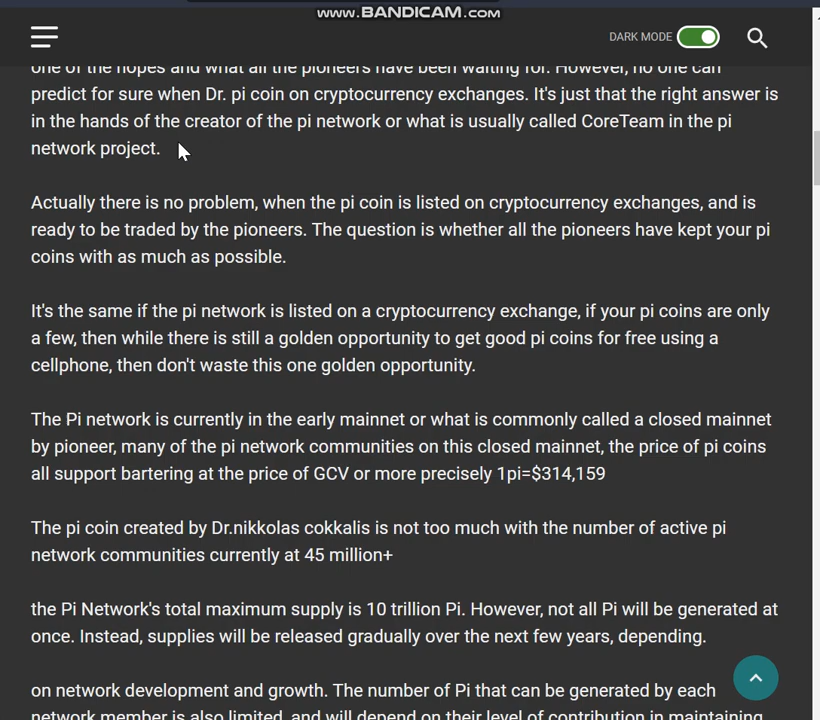 www.BANDICAM.com
DARK MODE
one of the hopes and what all the pioneers have been waiting for. However, no one can
predict for sure when Dr. pi coin on cryptocurrency exchanges. It's just that the right answer is
in the hands of the creator of the pi network or what is usually called CoreTeam in the pi
network project.
Actually there is no problem, when the pi coin is listed on cryptocurrency exchanges, and is
ready to be traded by the pioneers. The question is whether all the pioneers have kept your pi
coins with as much as possible.
It's the same if the pi network is listed on a cryptocurrency exchange, if your pi coins are only
a few, then while there is still a golden opportunity to get good pi coins for free using a
cellphone, then don't waste this one golden opportunity.
The Pi network is currently in the early mainnet or what is commonly called a closed mainnet
by pioneer, many of the pi network communities on this closed mainnet, the price of pi coins
all support bartering at the price of GCV or more precisely 1pi=$314,159
The pi coin created by Dr.nikkolas cokkalis is not too much with the number of active pi
network communities currently at 45 million+
the Pi Network's total maximum supply is 10 trillion Pi. However, not all Pi will be generated at
once. Instead, supplies will be released gradually over the next few years, depending.
on network development and growth. The number of Pi that can be generated by each
network member is also limited, and will depend on their level of contribution in maintaining